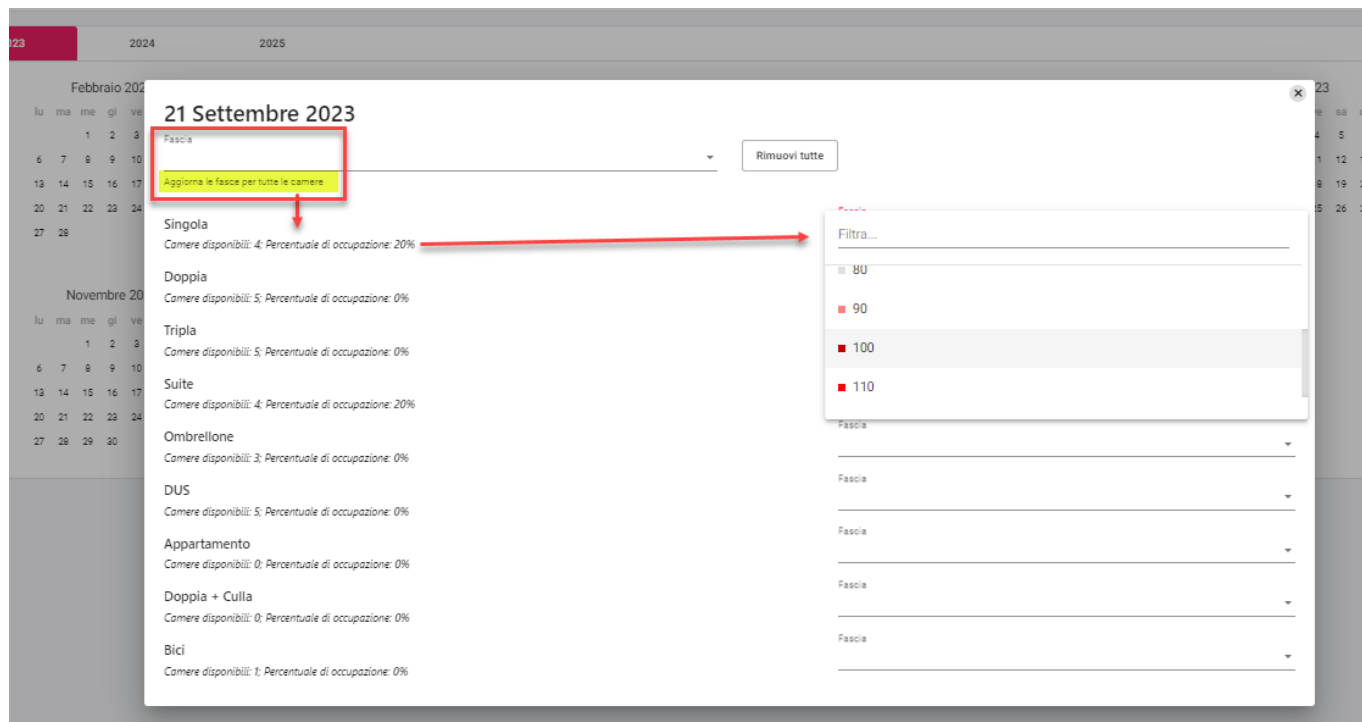 023 2024 2025
Febbraio 202
lu ma me gi ve
1 2 3
6 7 8 9 10
13 14 15 16 17
20 21 22 23 24
27 28
Novembre 20
lu ma me gi ve
1 2 3
6 7 8 9 10
13 14 15 16 17
20 21 22 23 24
27 28 29 30
21 Settembre 2023
Fascia
Rimuovi tutte
Aggiorna le fasce per tutte le camere
Singola
Camere disponibili: 4; Percentuale di occupazione: 20%
Doppia
Camere disponibili: 5; Percentuale di occupazione: 0%
Tripla
Camere disponibili: 5; Percentuale di occupazione: 0%
Suite
Camere disponibili: 4; Percentuale di occupazione: 20%
Ombrellone
Camere disponibili: 3; Percentuale di occupazione: 0%
DUS
Camere disponibili: 5; Percentuale di occupazione: 0%
Appartamento
Camere disponibili: 0; Percentuale di occupazione: 0%
Doppia + Culla
Camere disponibili: 0; Percentuale di occupazione: 0%
Bici
Camere disponibili: 1; Percentuale di occupazione: 0%
Fascia
Filtra...
80
90
100
110
Fascia
Fascia
Fascia
Fascia
Fascia
23
sa
5
12
19
26